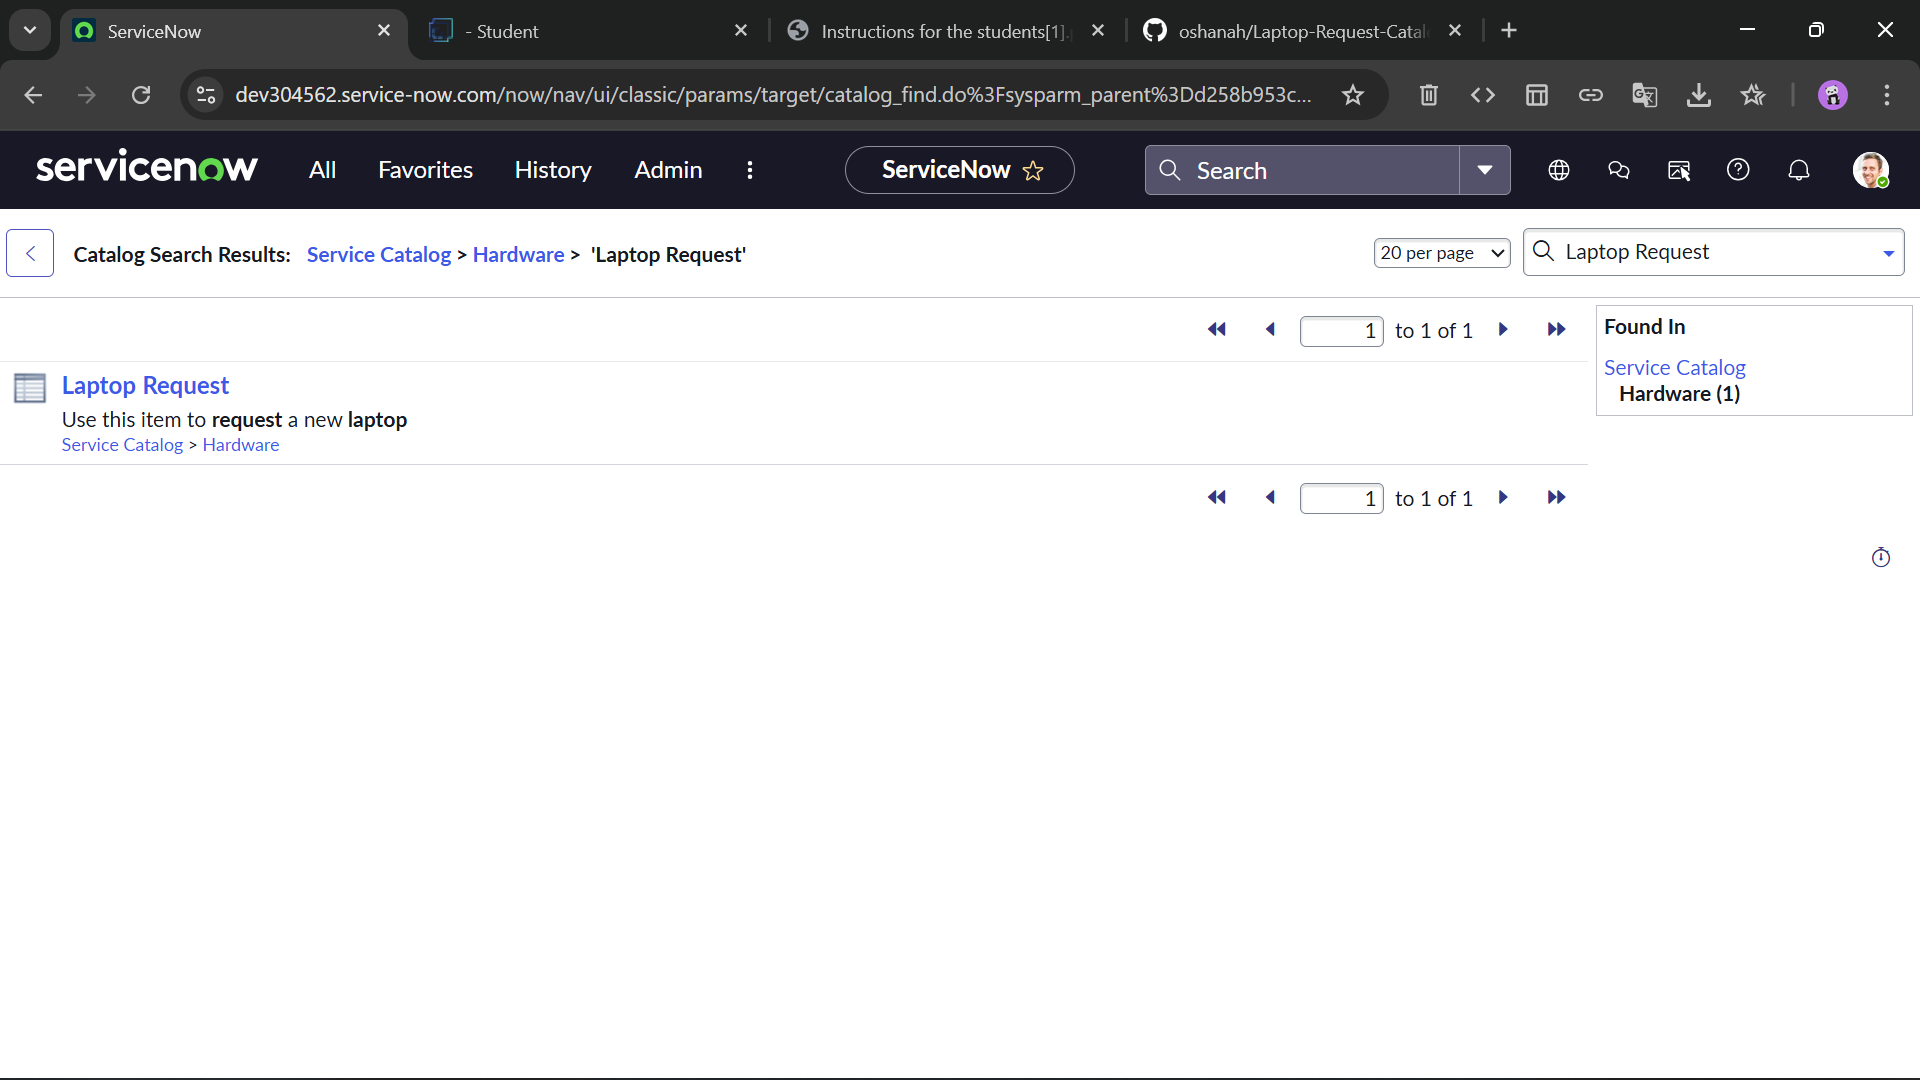 ServiceNow
- Student
Instructions for the students[1].
oshanah/Laptop-Request-Catal
dev304562.service-now.com/now/nav/ui/classic/params/target/catalog_find.do%3Fsysparm_parent%3Dd258b953c...
servicenow
All
Favorites
History
Admin
ServiceNow
Search
Catalog Search Results: Service Catalog > Hardware > 'Laptop Request'
20 per page
Laptop Request
1 to 1 of 1
Found In
Service Catalog
Hardware (1)
Laptop Request
Use this item to request a new laptop
Service Catalog > Hardware
1 to 1 of 1